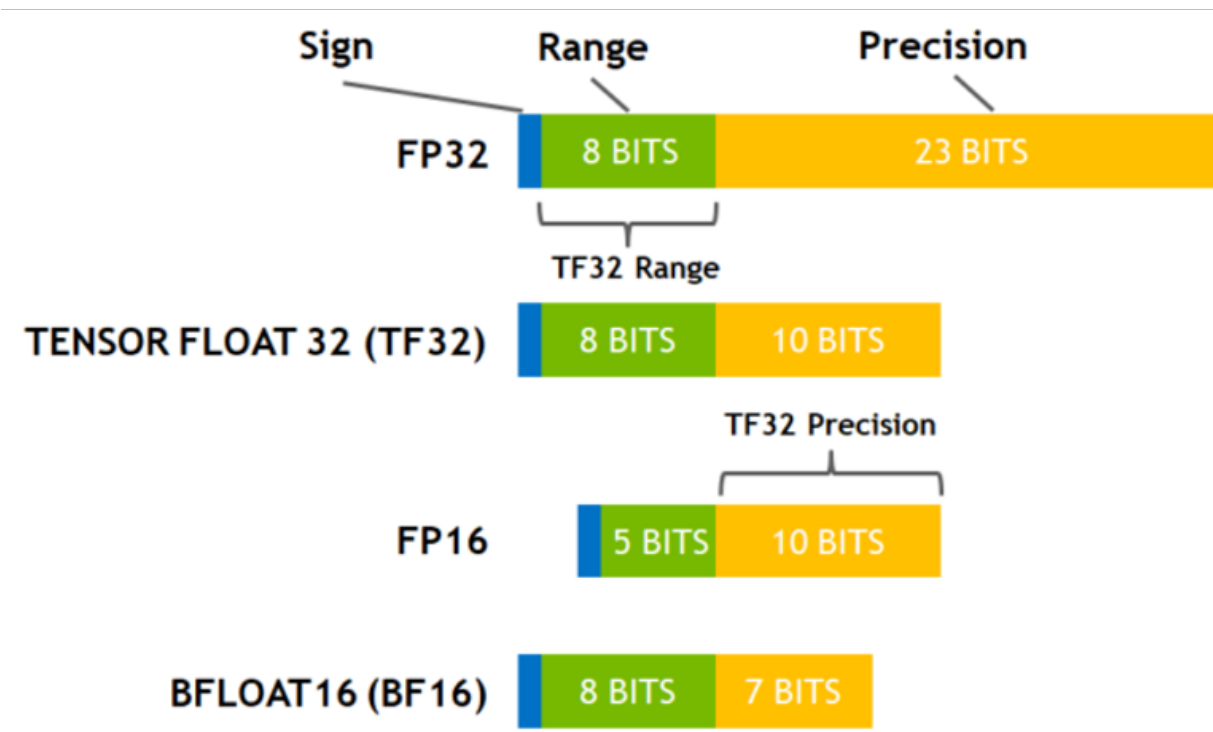 Sign Range Precision
FP32 8 BITS 23 BITS
TF32 Range
TENSOR FLOAT 32 (TF32) 8 BITS 10 BITS
TF32 Precision
FP16 5 BITS 10 BITS
BFLOAT16 (BF16) 8 BITS 7 BITS